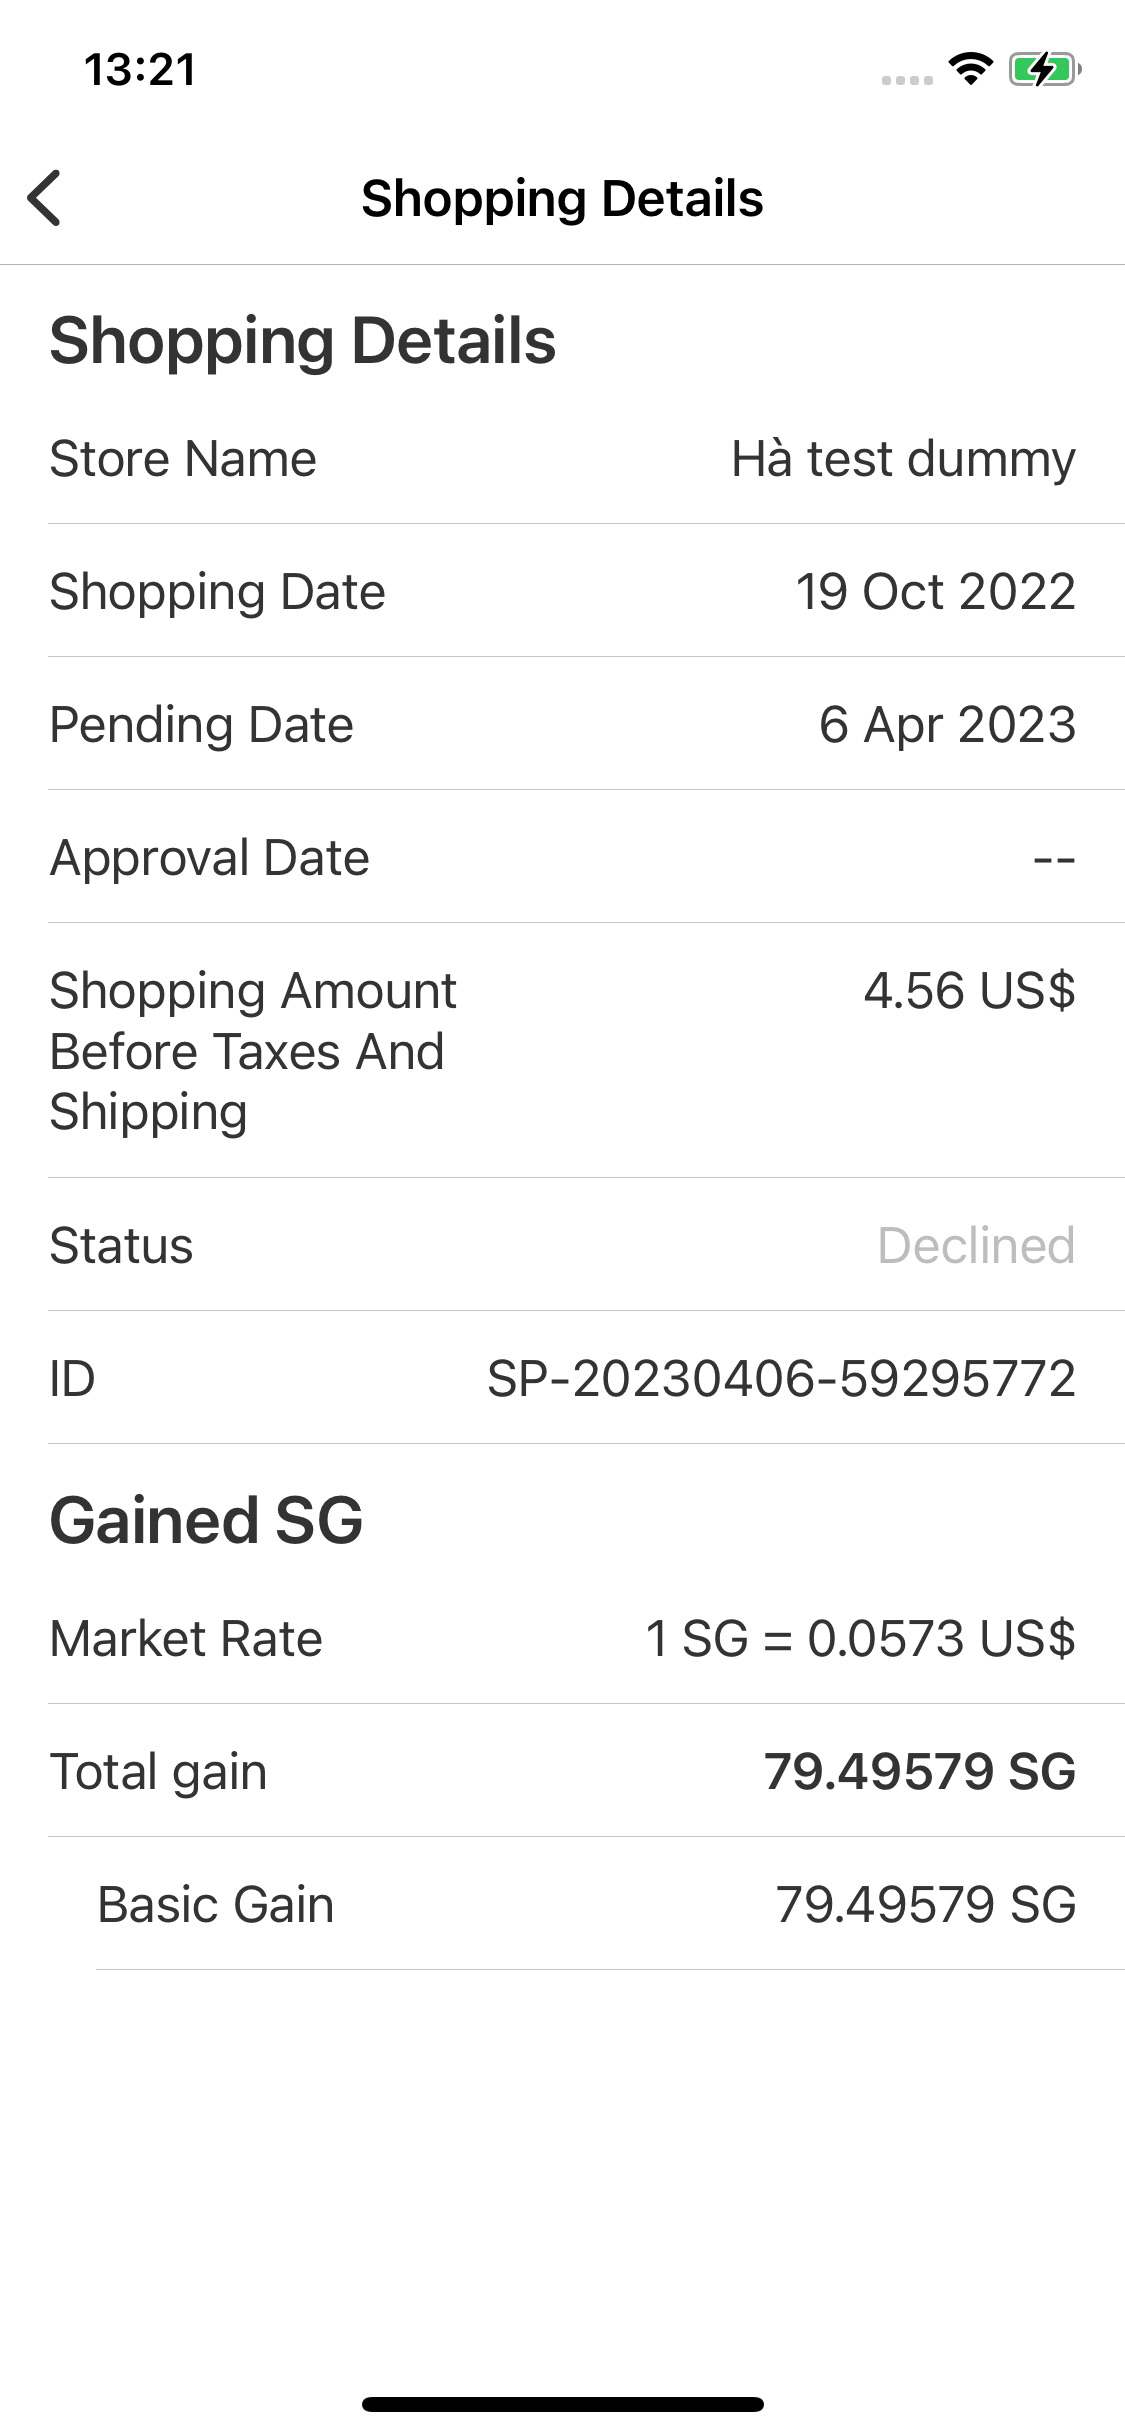 13:21
Shopping Details
Shopping Details
Store Name Hà test dummy
Shopping Date 19 Oct 2022
Pending Date 6 Apr 2023
Approval Date --
Shopping Amount 4.56 US$
Before Taxes And
Shipping
Status Declined
ID SP-20230406-59295772
Gained SG
Market Rate 1 SG = 0.0573 US$
Total gain 79.49579 SG
Basic Gain 79.49579 SG